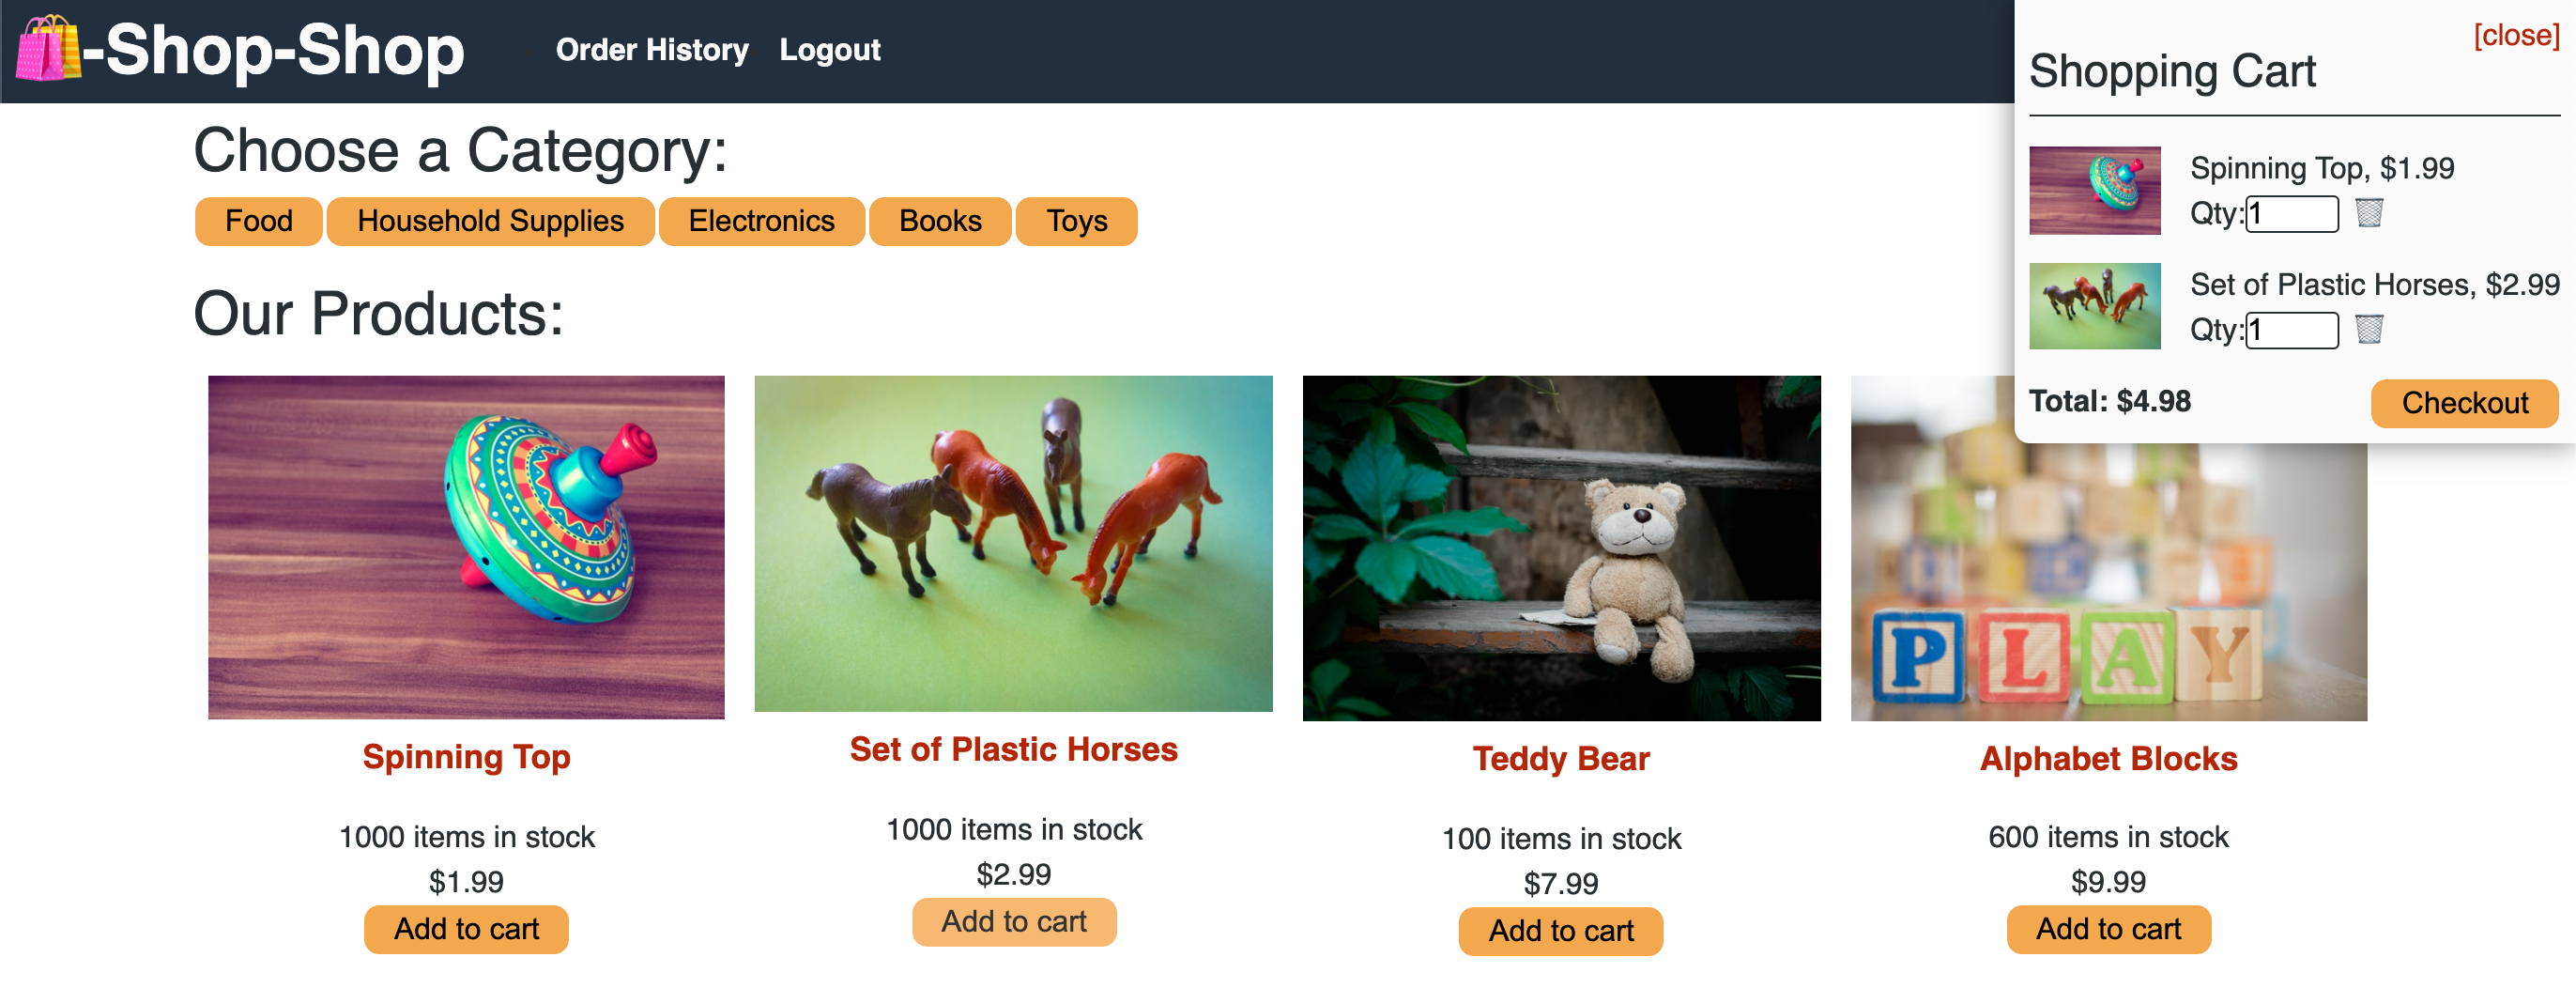 -Shop-Shop
Order History
Logout
[close]
Shopping Cart
Spinning Top, $1.99
Qty:1
Set of Plastic Horses, $2.99
Qty:1
Total: $4.98
Checkout
Choose a Category:
Food
Household Supplies
Electronics
Books
Toys
Our Products:
Spinning Top
1000 items in stock
$1.99
Add to cart
Set of Plastic Horses
1000 items in stock
$2.99
Add to cart
Teddy Bear
100 items in stock
$7.99
Add to cart
PLAY
Alphabet Blocks
600 items in stock
$9.99
Add to cart